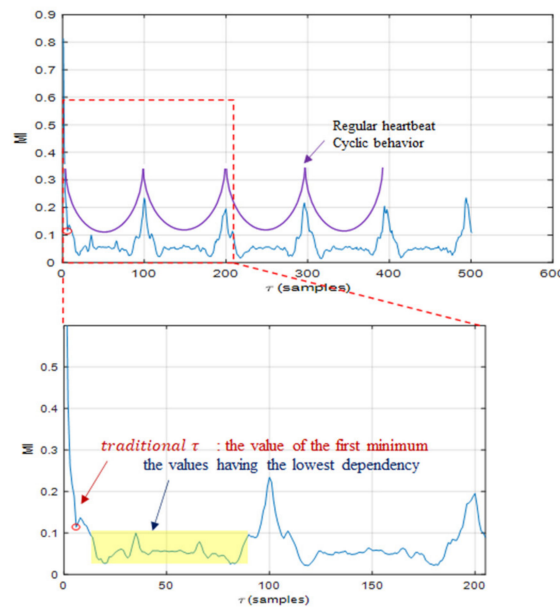 0.9
0.8
0.7
0.6
0.5
0.4
0.3
0.2
0.1
0
MI
Regular heartbeat
Cyclic behavior
0 100 200 300 400 500 600
τ (samples)
0.5
0.4
0.3
0.2
0.1
0
MI
traditional τ : the value of the first minimum
the values having the lowest dependency
0 50 100 150 200
τ (samples)